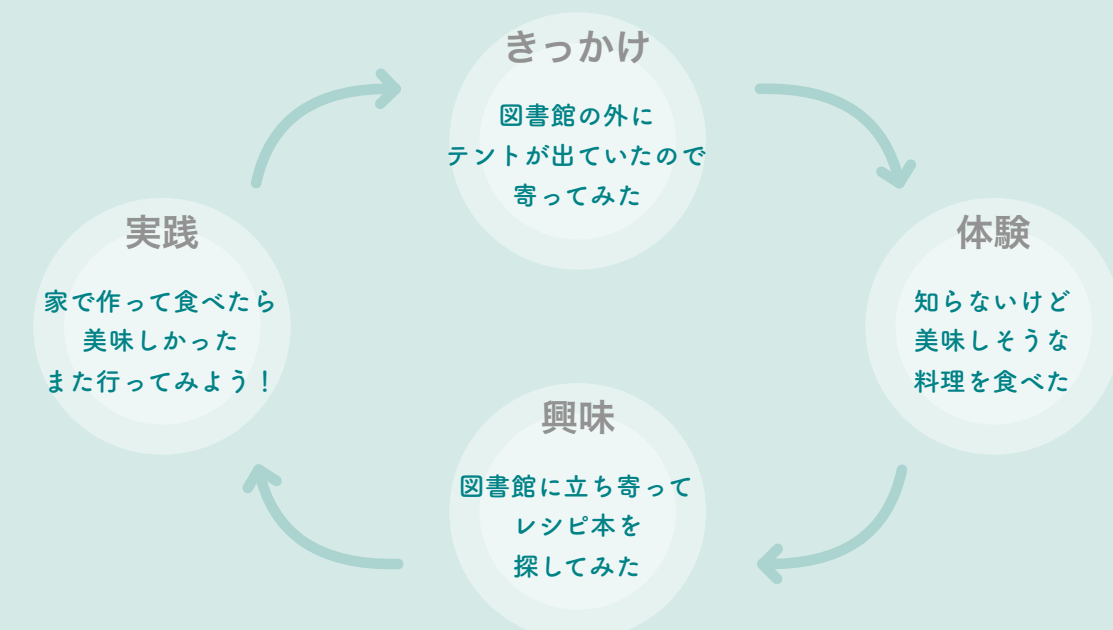 きっかけ
図書館の外に
テントが出ていたので
寄ってみた
体験
知らないけど
美味しそうな
料理を食べた
興味
図書館に立ち寄って
レシピ本を
探してみた
実践
家で作って食べたら
美味しかった
また行ってみよう！